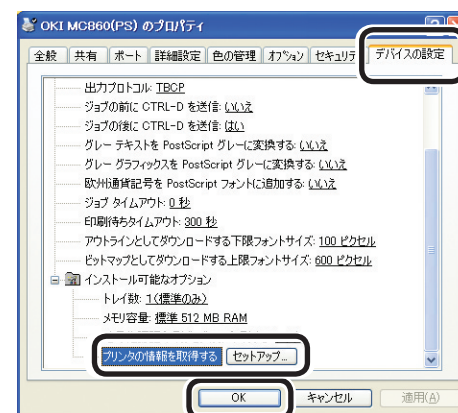 OKI MC860(PS) のプロパティ
全般 共有 ポート 詳細設定 色の管理 オプション セキュリテ デバイスの設定
出力プロトコル: TBCP
ジョブの前に CTRL-D を送信: いいえ
ジョブの後に CTRL-D を送信: はい
グレー テキストを PostScript グレーに変換する: いいえ
グレー グラフィックスを PostScript グレーに変換する: いいえ
欧州通貨記号を PostScript フォントに追加する: いいえ
ジョブ タイムアウト: 0 秒
印刷待ちタイムアウト: 300 秒
アウトラインとしてダウンロードする下限フォントサイズ: 100 ピクセル
ビットマップとしてダウンロードする上限フォントサイズ: 600 ピクセル
インストール可能なオプション
トレイ数: 1(標準のみ)
メモリ容量: 標準 512 MB RAM
プリンタの情報を取得する セットアップ...
OK キャンセル 適用(A)